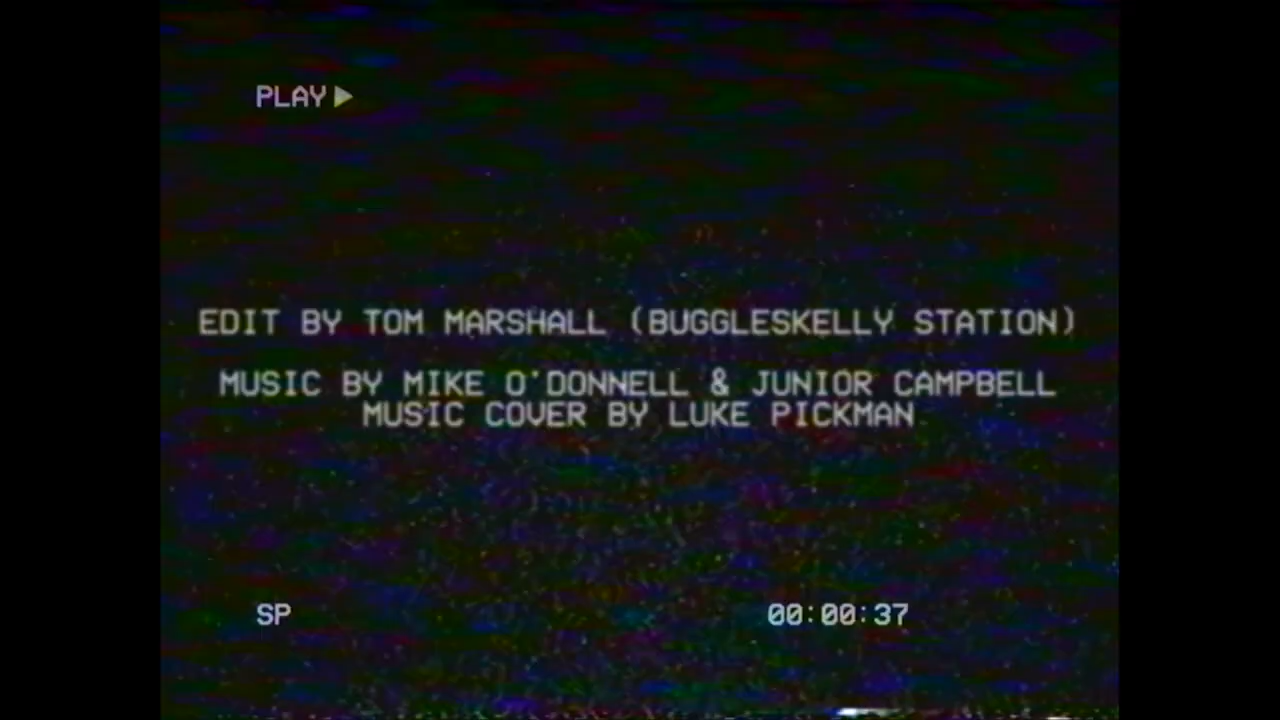 PLAY
EDIT BY TOM MARSHALL (BUGGLESKELLY STATION)
MUSIC BY MIKE O'DONNELL & JUNIOR CAMPBELL
MUSIC COVER BY LUKE PICKMAN
SP
00:00:37